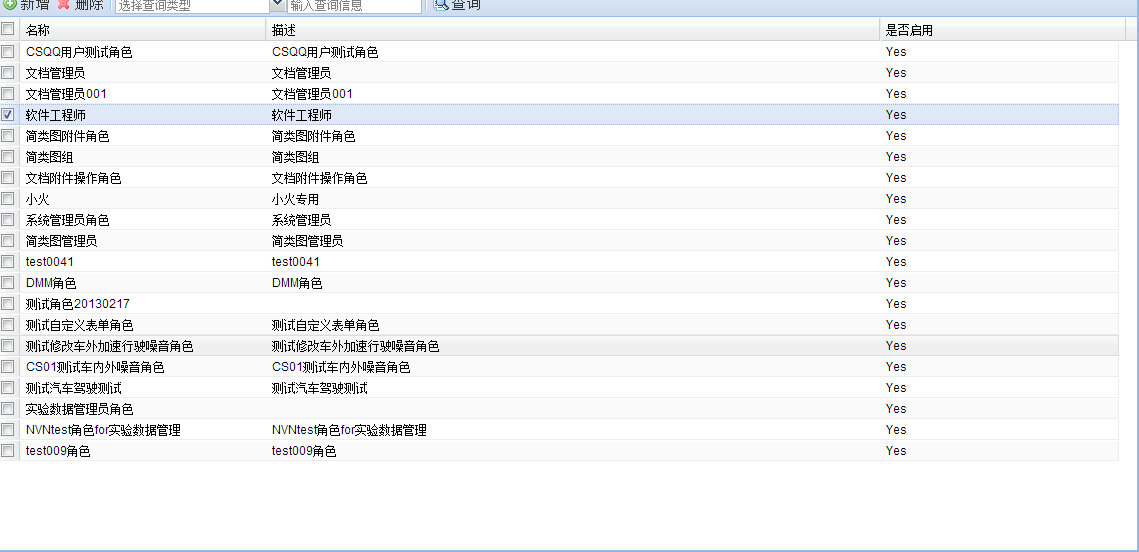 新增 删除 选择查询类型 输入查询信息 查询
名称 描述 是否启用
CSQQ用户测试角色 CSQQ用户测试角色 Yes
文档管理员 文档管理员 Yes
文档管理员001 文档管理员001 Yes
软件工程师 软件工程师 Yes
简类图附件角色 简类图附件角色 Yes
简类图组 简类图组 Yes
文档附件操作角色 文档附件操作角色 Yes
小火 小火专用 Yes
系统管理员角色 系统管理员 Yes
简类图管理员 简类图管理员 Yes
test0041 test0041 Yes
DMM角色 DMM角色 Yes
测试角色20130217 Yes
测试自定义表单角色 测试自定义表单角色 Yes
测试修改车外加速行驶噪音角色 测试修改车外加速行驶噪音角色 Yes
CS01测试车内外噪音角色 CS01测试车内外噪音角色 Yes
测试汽车驾驶测试 测试汽车驾驶测试 Yes
实验数据管理员角色 Yes
NVNtest角色for实验数据管理 NVNtest角色for实验数据管理 Yes
test009角色 test009角色 Yes